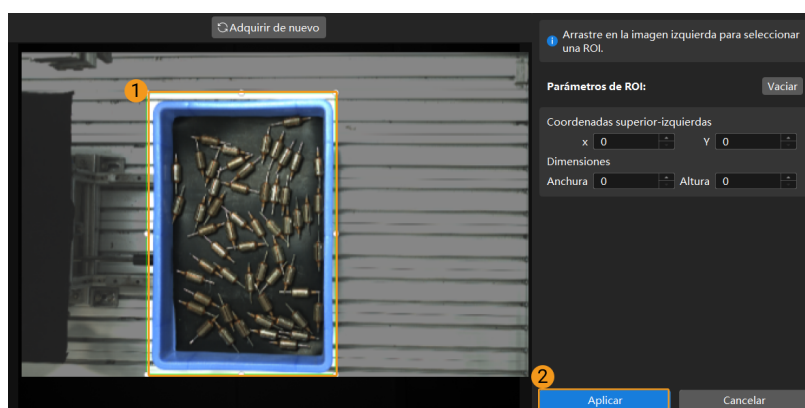 Adquirir de nuevo
Arrastre en la imagen izquierda para seleccionar
una ROI.
Parámetros de ROI: Vaciar
Coordenadas superior-izquierdas
x 0 Y 0
Dimensiones
Anchura 0 Altura 0
1
2
Aplicar Cancelar